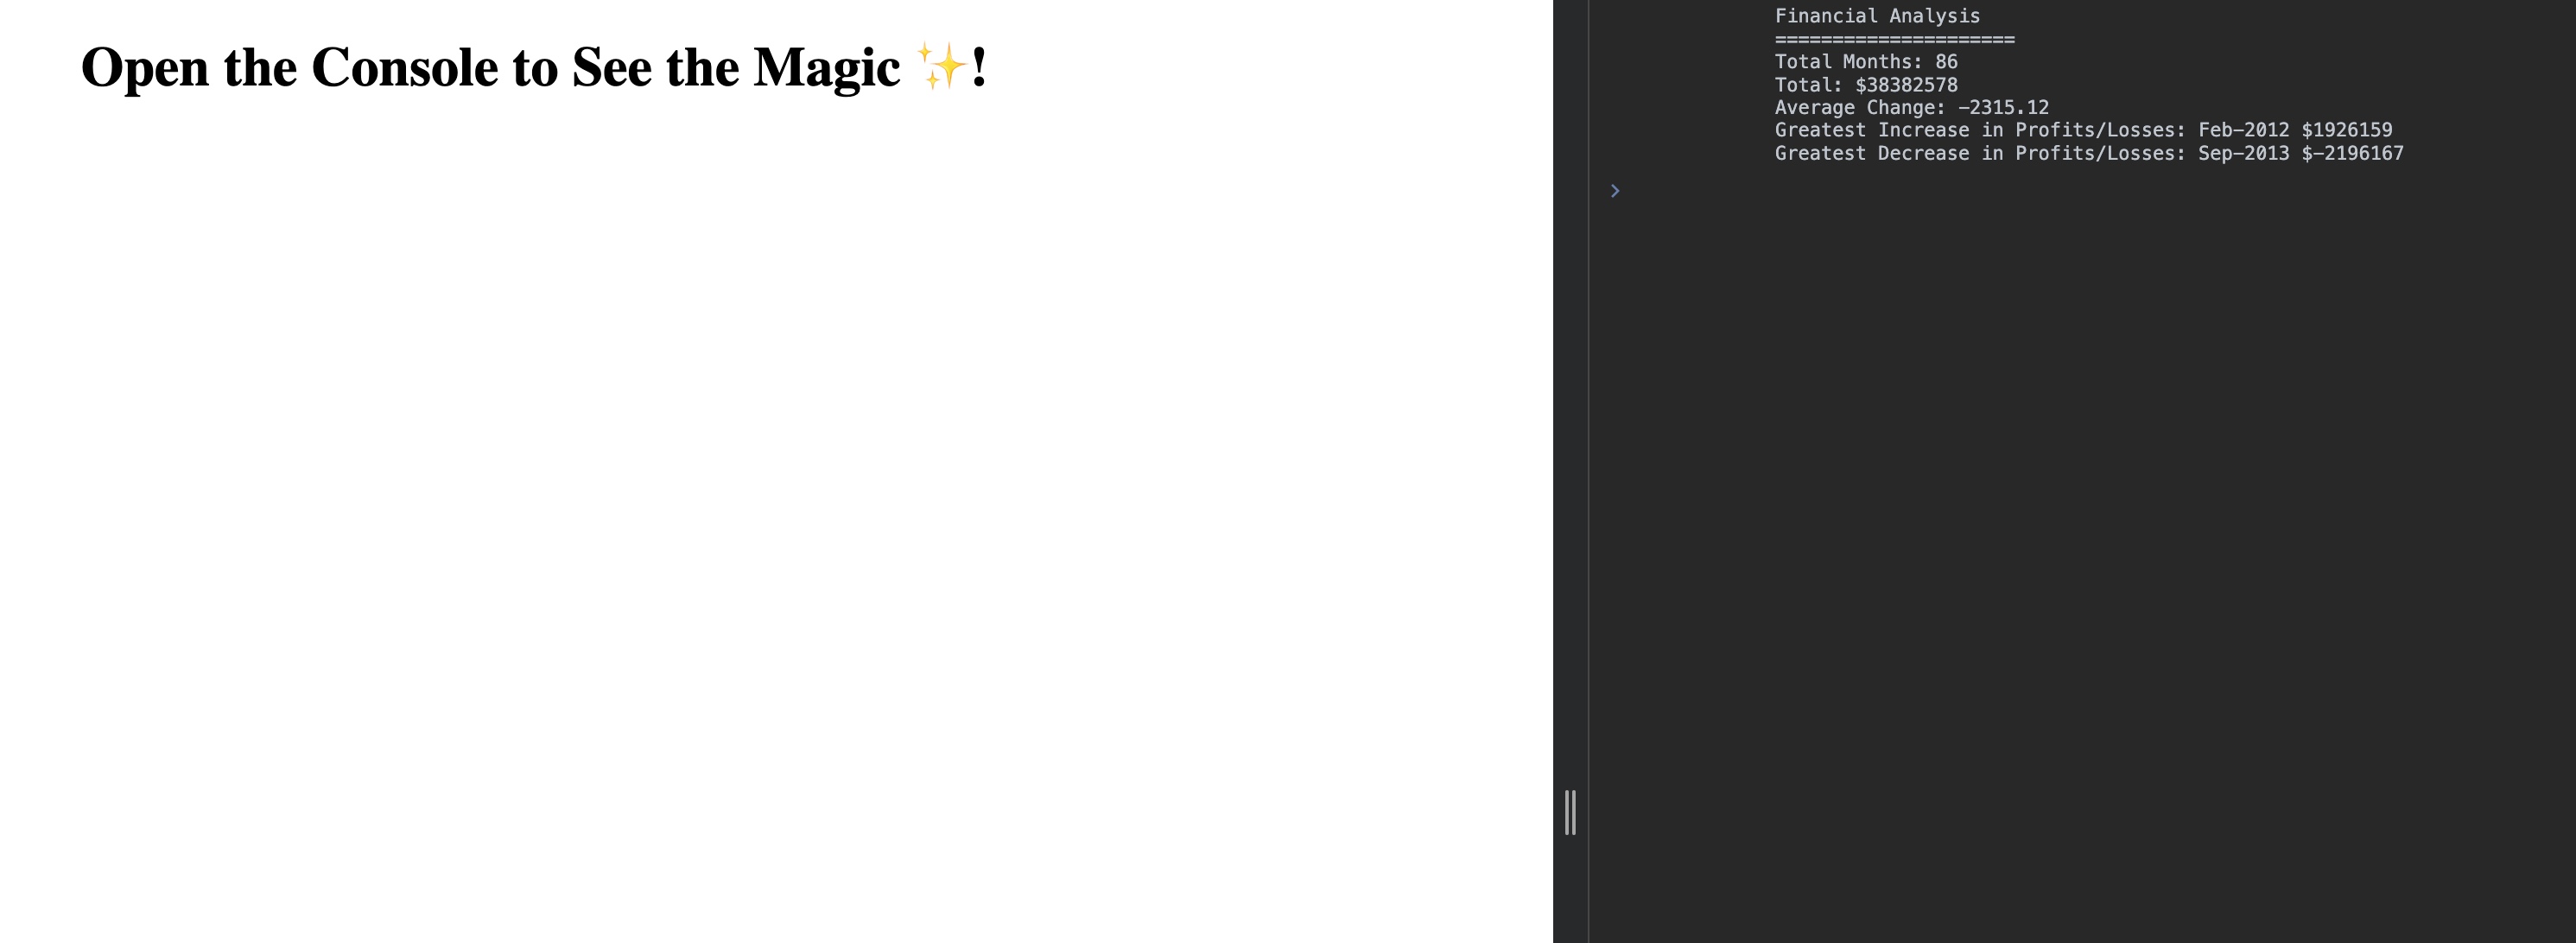 Open the Console to See the Magic ✨!
Financial Analysis
=====================
Total Months: 86
Total: $38382578
Average Change: -2315.12
Greatest Increase in Profits/Losses: Feb-2012 $1926159
Greatest Decrease in Profits/Losses: Sep-2013 $-2196167